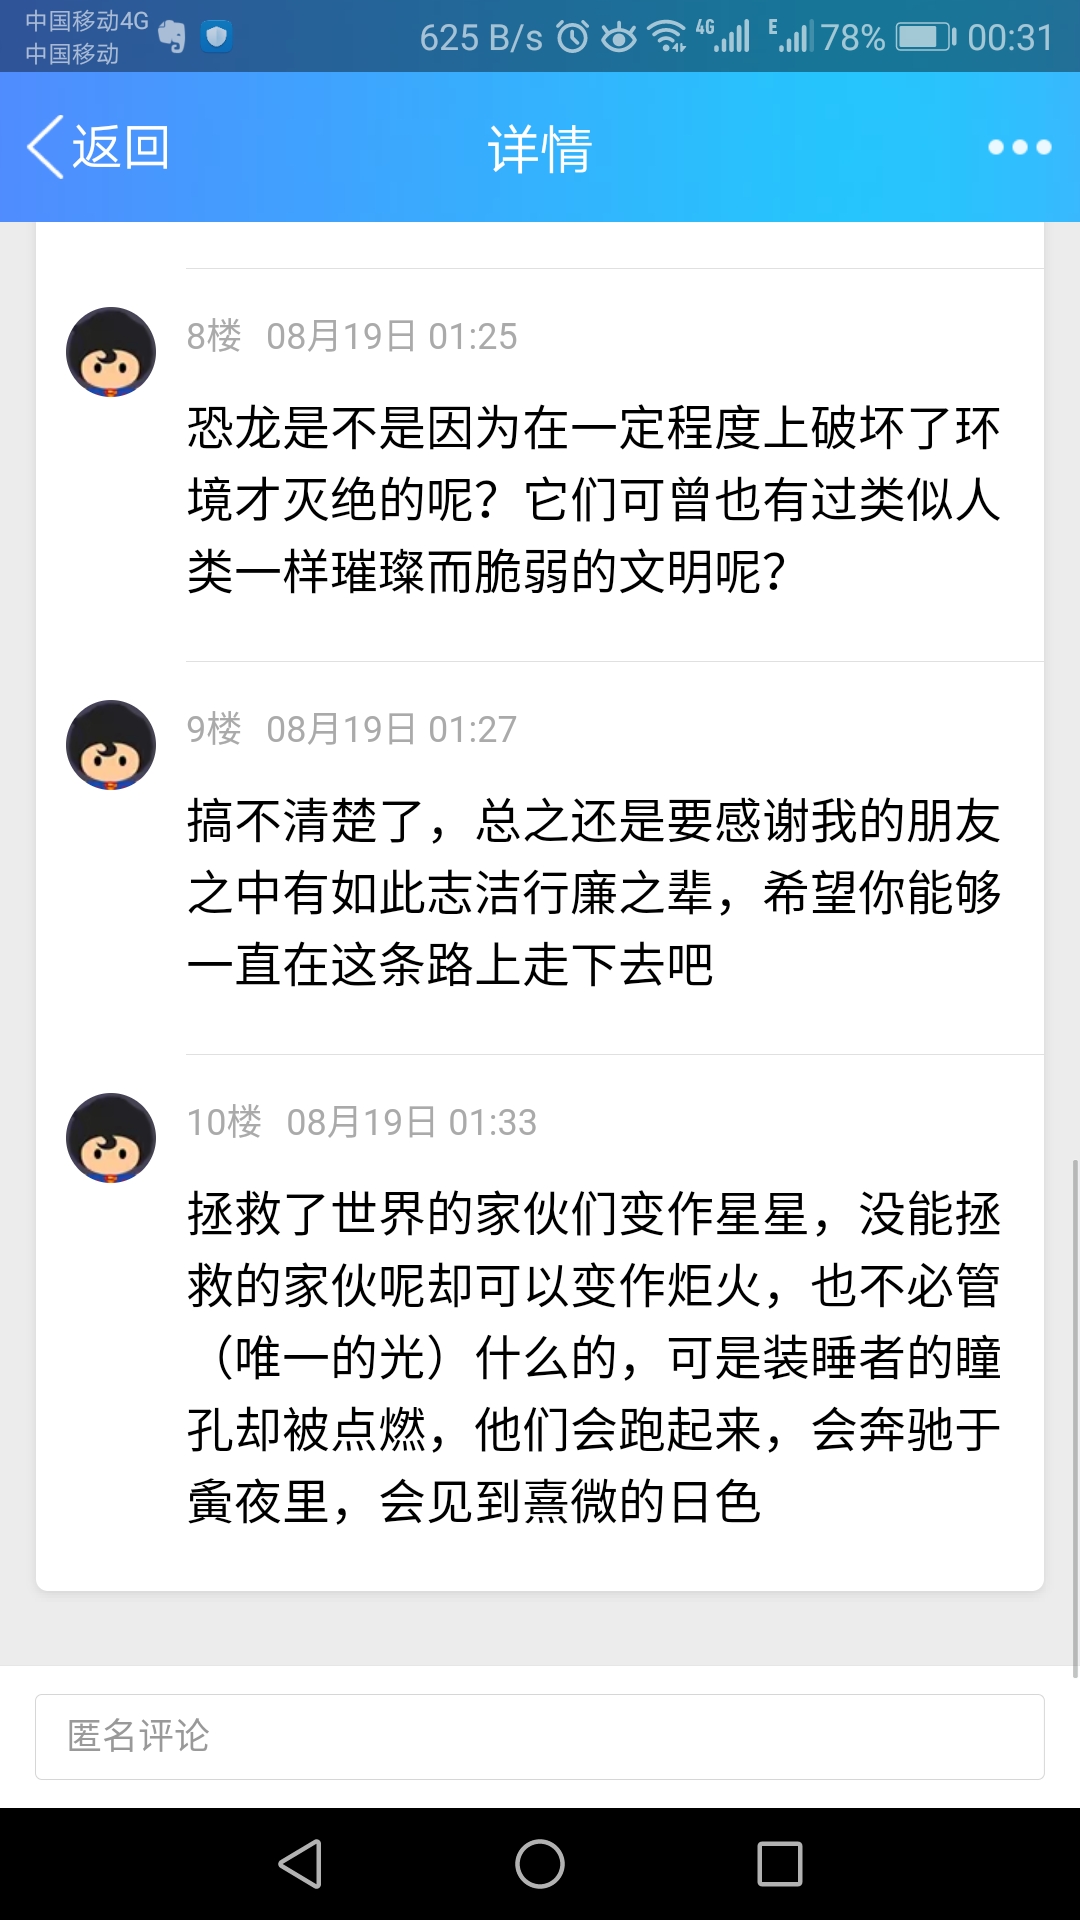 中国移动4G
中国移动
625 B/s
4G
E
78%
00:31
返回
详情
8楼 08月19日 01:25
恐龙是不是因为在一定程度上破坏了环
境才灭绝的呢？它们可曾也有过类似人
类一样璀璨而脆弱的文明呢？
9楼 08月19日 01:27
搞不清楚了，总之还是要感谢我的朋友
之中有如此志洁行廉之辈，希望你能够
一直在这条路上走下去吧
10楼 08月19日 01:33
拯救了世界的家伙们变作星星，没能拯
救的家伙呢却可以变作炬火，也不必管
（唯一的光）什么的，可是装睡者的瞳
孔却被点燃，他们会跑起来，会奔驰于
夤夜里，会见到熹微的日色
匿名评论